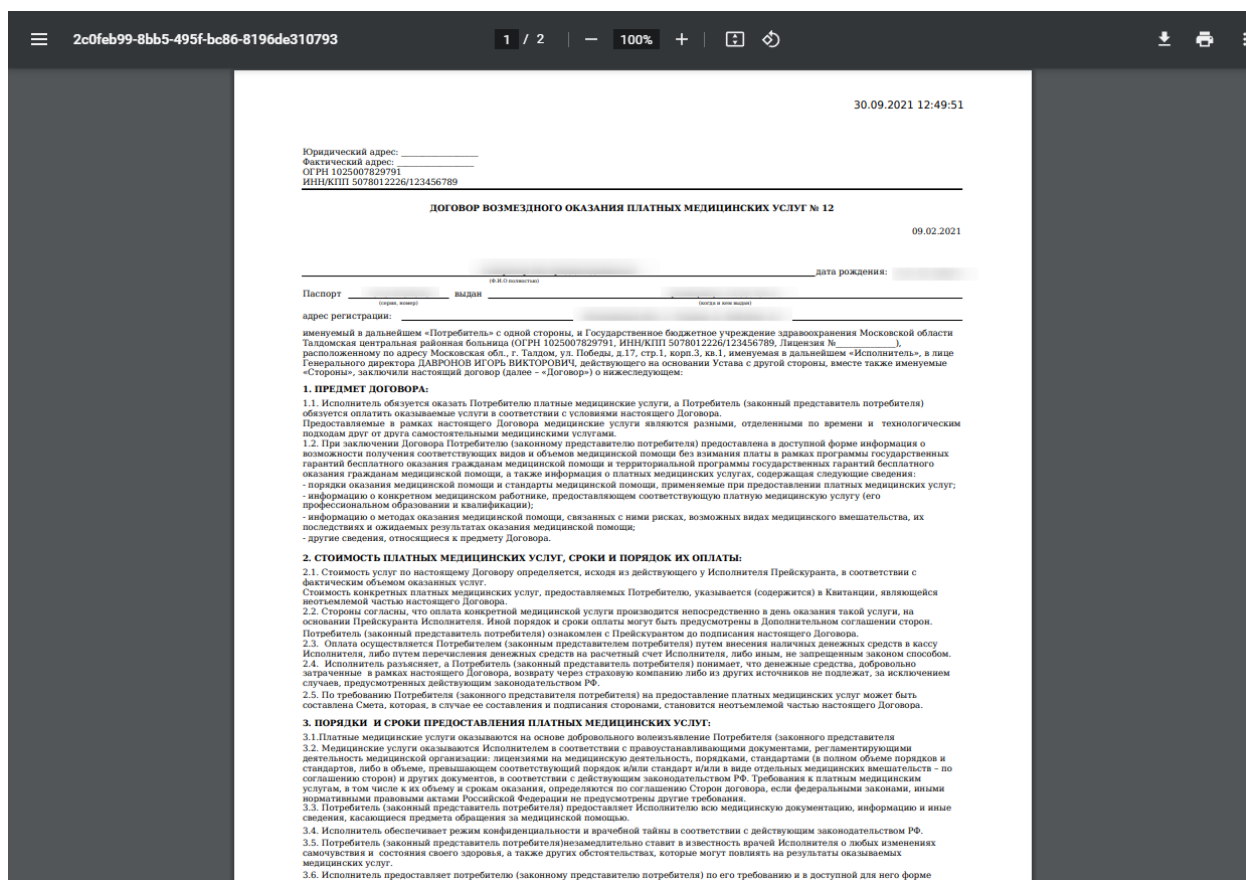 2c0feb99-8bb5-495f-bc86-8196de310793
1 / 2
100%
30.09.2021 12:49:51
Юридический адрес: __________________
Фактический адрес: __________________
ОГРН 1025007829791
ИНН/КПП 5078012226/123456789
ДОГОВОР ВОЗМЕЗДНОГО ОКАЗАНИЯ ПЛАТНЫХ МЕДИЦИНСКИХ УСЛУГ № 12
09.02.2021
дата рождения:
(Ф.И.О полностью)
Паспорт выдан
(серия, номер) (когда и кем выдан)
адрес регистрации:
именуемый в дальнейшем «Потребитель» с одной стороны, и Государственное бюджетное учреждение здравоохранения Московской области
Талдомская центральная районная больница (ОГРН 1025007829791, ИНН/КПП 5078012226/123456789, Лицензия №______________),
расположенному по адресу Московская обл., г. Талдом, ул. Победы, д.17, стр.1, корп.3, кв.1, именуемая в дальнейшем «Исполнитель», в лице
Генерального директора ДАВРОНОВ ИГОРЬ ВИКТОРОВИЧ, действующего на основании Устава с другой стороны, вместе также именуемые
«Стороны», заключили настоящий договор (далее – «Договор») о нижеследующем:
1. ПРЕДМЕТ ДОГОВОРА:
1.1. Исполнитель обязуется оказать Потребителю платные медицинские услуги, а Потребитель (законный представитель потребителя)
обязуется оплатить оказываемые услуги в соответствии с условиями настоящего Договора.
Предоставляемые в рамках настоящего Договора медицинские услуги являются разными, отделенными по времени и технологическим
подходам друг от друга самостоятельными медицинскими услугами.
1.2. При заключении Договора Потребителю (законному представителю потребителя) предоставлена в доступной форме информация о
возможности получения соответствующих видов и объемов медицинской помощи без взимания платы в рамках программы государственных
гарантий бесплатного оказания гражданам медицинской помощи и территориальной программы государственных гарантий бесплатного
оказания гражданам медицинской помощи, а также информация о платных медицинских услугах, содержащая следующие сведения:
- порядки оказания медицинской помощи и стандарты медицинской помощи, применяемые при предоставлении платных медицинских услуг;
- информацию о конкретном медицинском работнике, предоставляющем соответствующую платную медицинскую услугу (его
профессиональном образовании и квалификации);
- информацию о методах оказания медицинской помощи, связанных с ними рисках, возможных видах медицинского вмешательства, их
последствиях и ожидаемых результатах оказания медицинской помощи;
- другие сведения, относящиеся к предмету Договора.
2. СТОИМОСТЬ ПЛАТНЫХ МЕДИЦИНСКИХ УСЛУГ, СРОКИ И ПОРЯДОК ИХ ОПЛАТЫ:
2.1. Стоимость услуг по настоящему Договору определяется, исходя из действующего у Исполнителя Прейскуранта, в соответствии с
фактическим объемом оказанных услуг.
Стоимость конкретных платных медицинских услуг, предоставляемых Потребителю, указывается (содержится) в Квитанции, являющейся
неотъемлемой частью настоящего Договора.
2.2. Стороны согласны, что оплата конкретной медицинской услуги производится непосредственно в день оказания такой услуги, на
основании Прейскуранта Исполнителя. Иной порядок и сроки оплаты могут быть предусмотрены в Дополнительном соглашении сторон.
Потребитель (законный представитель потребителя) ознакомлен с Прейскурантом до подписания настоящего Договора.
2.3. Оплата осуществляется Потребителем (законным представителем потребителя) путем внесения наличных денежных средств в кассу
Исполнителя, либо путем перечисления денежных средств на расчетный счет Исполнителя, либо иным, не запрещенным законом способом.
2.4. Исполнитель разъясняет, а Потребитель (законный представитель потребителя) понимает, что денежные средства, добровольно
затраченные в рамках настоящего Договора, возврату через страховую компанию либо из других источников не подлежат, за исключением
случаев, предусмотренных действующим законодательством РФ.
2.5. По требованию Потребителя (законного представителя потребителя) на предоставление платных медицинских услуг может быть
составлена Смета, которая, в случае ее составления и подписания сторонами, становится неотъемлемой частью настоящего Договора.
3. ПОРЯДКИ И СРОКИ ПРЕДОСТАВЛЕНИЯ ПЛАТНЫХ МЕДИЦИНСКИХ УСЛУГ:
3.1.Платные медицинские услуги оказываются на основе добровольного волеизъявление Потребителя (законного представителя
3.2. Медицинские услуги оказываются Исполнителем в соответствии с правоустанавливающими документами, регламентирующими
деятельность медицинской организации: лицензиями на медицинскую деятельность, порядками, стандартами (в полном объеме порядков и
стандартов, либо в объеме, превышающем соответствующий порядок и/или стандарт и/или в виде отдельных медицинских вмешательств – по
соглашению сторон) и других документов, в соответствии с действующим законодательством РФ. Требования к платным медицинским
услугам, в том числе к их объему и срокам оказания, определяются по соглашению Сторон договора, если федеральными законами, иными
нормативными правовыми актами Российской Федерации не предусмотрены другие требования.
3.3. Потребитель (законный представитель потребителя) предоставляет Исполнителю всю медицинскую документацию, информацию и иные
сведения, касающиеся предмета обращения за медицинской помощью.
3.4. Исполнитель обеспечивает режим конфиденциальности и врачебной тайны в соответствии с действующим законодательством РФ.
3.5. Потребитель (законный представитель потребителя)незамедлительно ставит в известность врачей Исполнителя о любых изменениях
самочувствия и состояния своего здоровья, а также других обстоятельствах, которые могут повлиять на результаты оказываемых
медицинских услуг.
3.6. Исполнитель предоставляет потребителю (законному представителю потребителя) по его требованию и в доступной для него форме